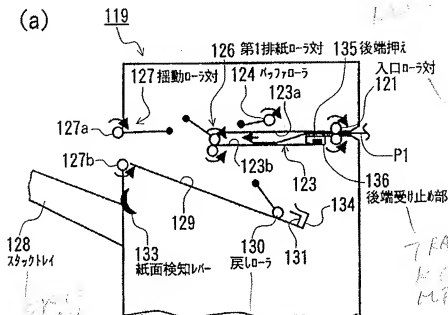 (a)
119
126 第1排紙ローラ対
135 後端押え
127 揺動ローラ対
124 バッファローラ
入口ローラ対
121
123a
127a
P1
127b
123b
123
136
後端受け止め部
129
134
128
スタックトレイ
133
紙面検知レバー
130
戻しローラ
131